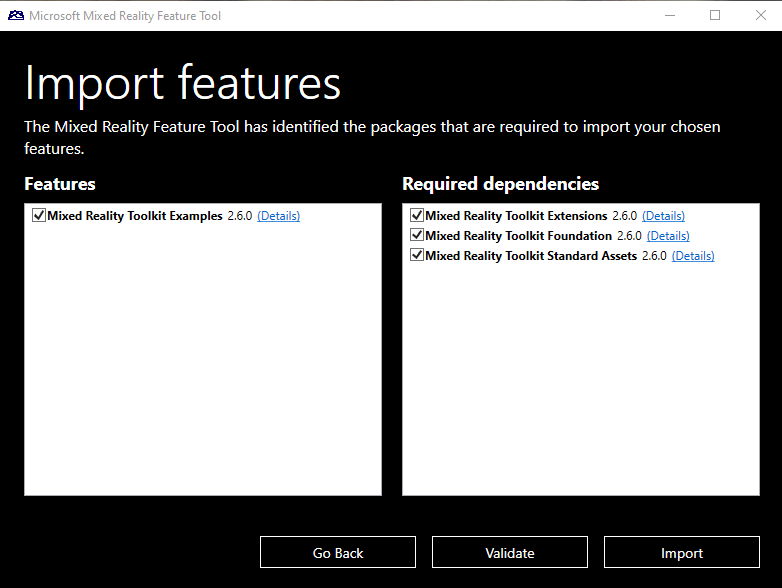 Microsoft Mixed Reality Feature Tool
Import features
The Mixed Reality Feature Tool has identified the packages that are required to import your chosen
features.
Features
Mixed Reality Toolkit Examples 2.6.0 (Details)
Required dependencies
Mixed Reality Toolkit Extensions 2.6.0 (Details)
Mixed Reality Toolkit Foundation 2.6.0 (Details)
Mixed Reality Toolkit Standard Assets 2.6.0 (Details)
Go Back
Validate
Import